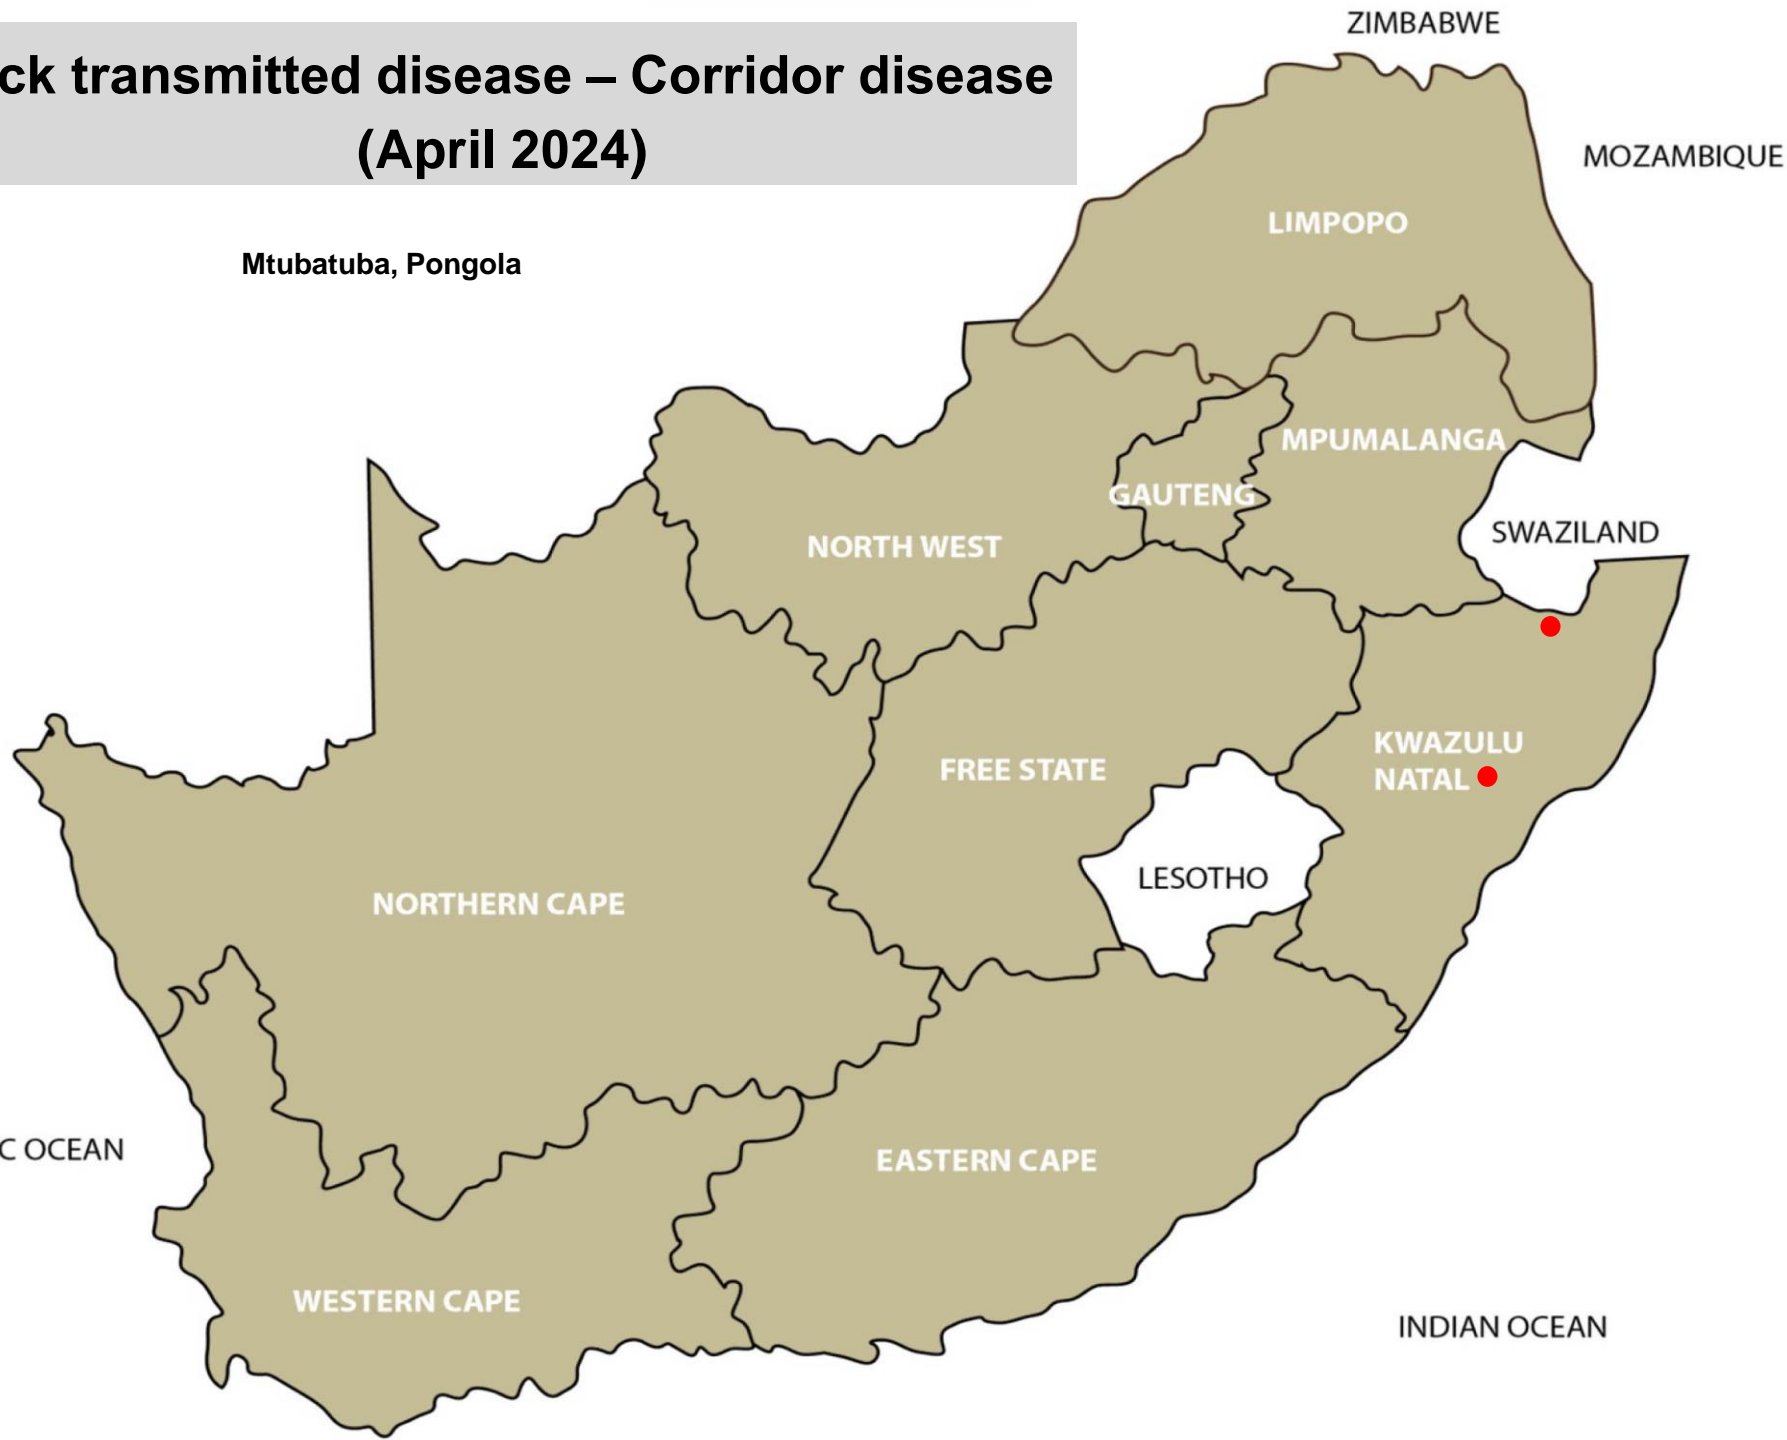 ZIMBABWE
ck transmitted disease – Corridor disease
(April 2024)
MOZAMBIQUE
LIMPOPO
Mtubatuba, Pongola
MPUMALANGA
GAUTENG
SWAZILAND
NORTH WEST
KWAZULU
NATAL
FREE STATE
LESOTHO
NORTHERN CAPE
C OCEAN
EASTERN CAPE
WESTERN CAPE
INDIAN OCEAN